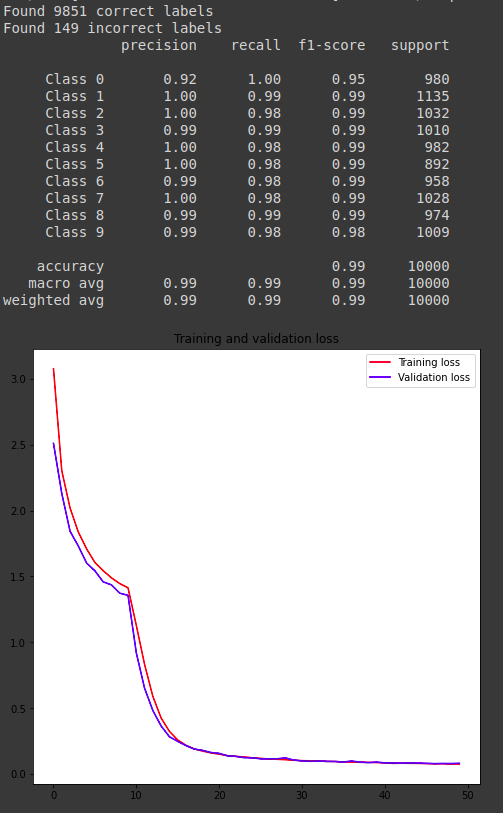 Found 9851 correct labels
Found 149 incorrect labels
precision recall f1-score support
Class 0 0.92 1.00 0.95 980
Class 1 1.00 0.99 0.99 1135
Class 2 1.00 0.98 0.99 1032
Class 3 0.99 0.99 0.99 1010
Class 4 1.00 0.98 0.99 982
Class 5 1.00 0.98 0.99 892
Class 6 0.99 0.98 0.99 958
Class 7 1.00 0.98 0.99 1028
Class 8 0.99 0.99 0.99 974
Class 9 0.99 0.98 0.98 1009
accuracy 0.99 10000
macro avg 0.99 0.99 0.99 10000
weighted avg 0.99 0.99 0.99 10000
Training and validation loss
Training loss
Validation loss
3.0
2.5
2.0
1.5
1.0
0.5
0.0
0 10 20 30 40 50